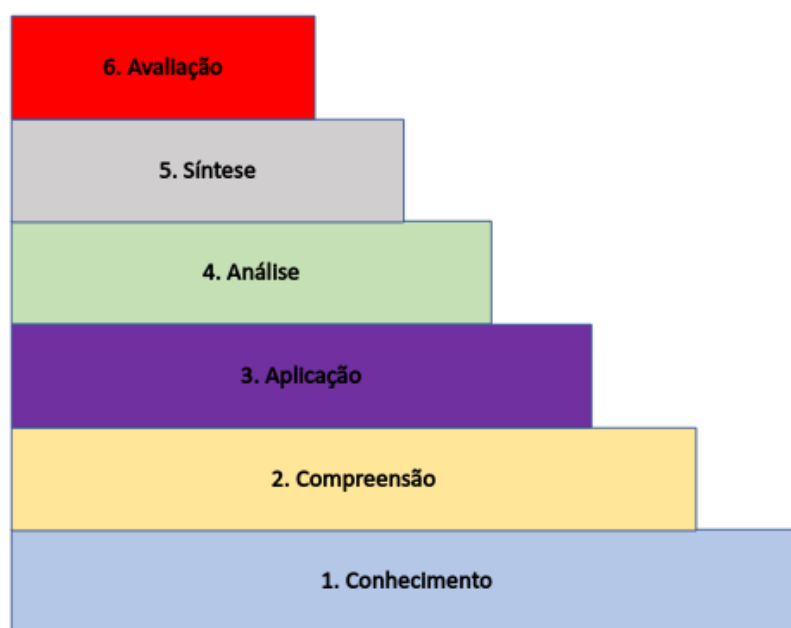 6. Avaliação
5. Síntese
4. Análise
3. Aplicação
2. Compreensão
1. Conhecimento